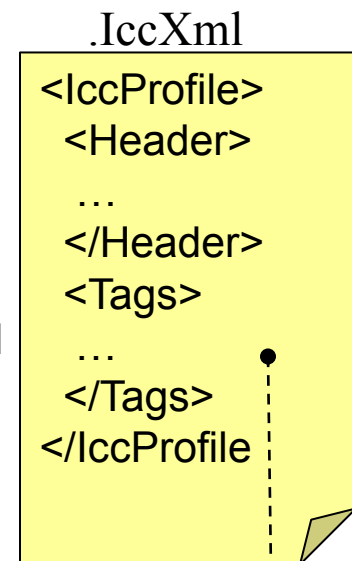 .IccXml
<IccProfile>
<Header>
…
</Header>
<Tags>
…
</Tags>
</IccProfile